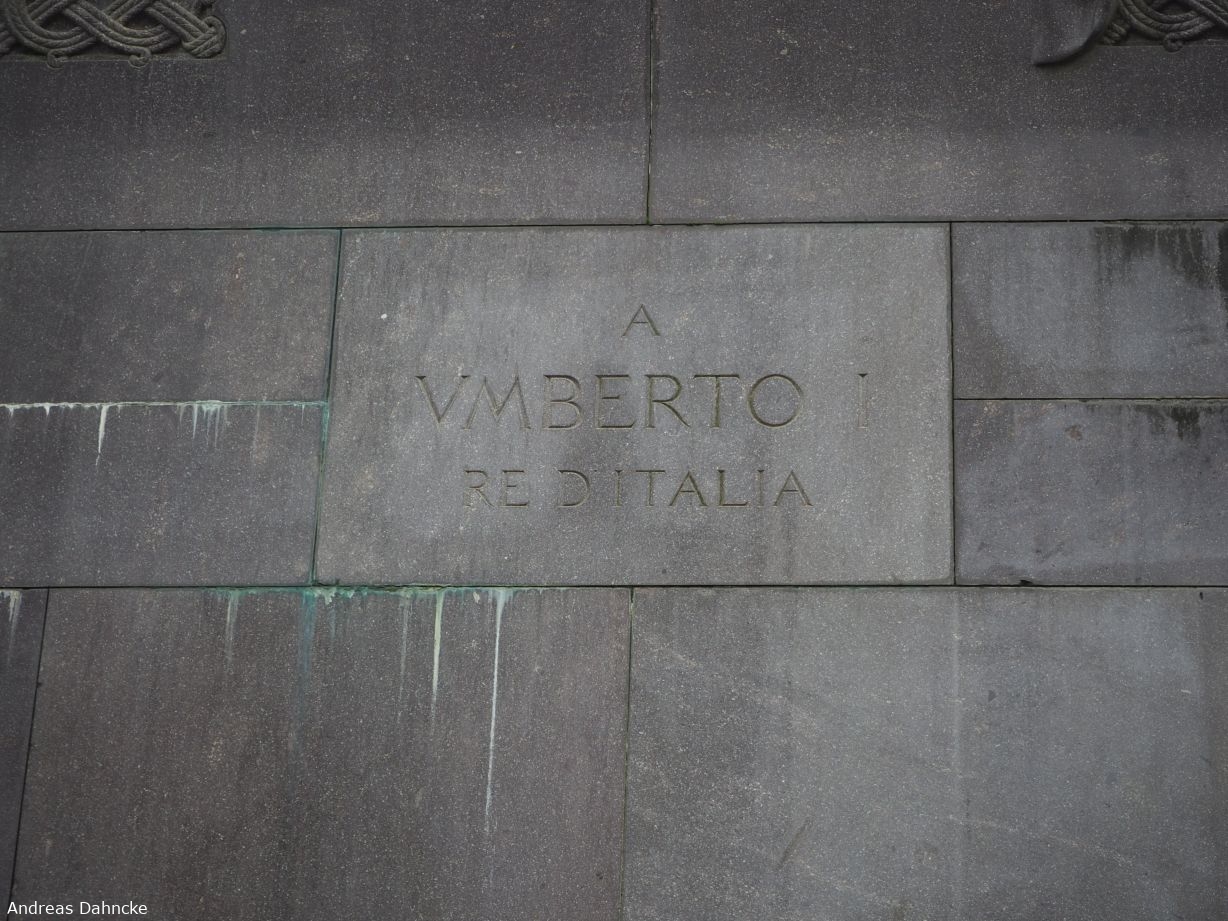 A
VMBERTO I
RE D'ITALIA
Andreas Dahncke